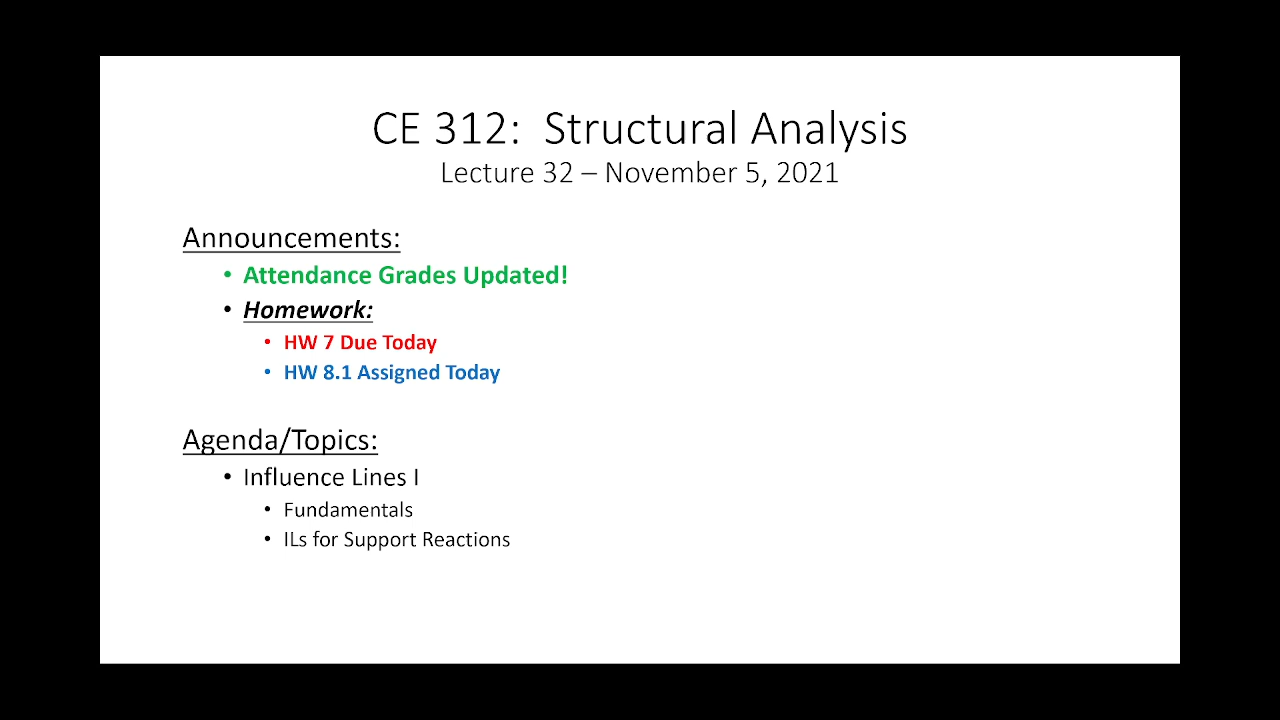 CE 312: Structural Analysis
Lecture 32 – November 5, 2021
Announcements:
• Attendance Grades Updated!
• Homework:
• HW 7 Due Today
• HW 8.1 Assigned Today
Agenda/Topics:
• Influence Lines I
• Fundamentals
• ILs for Support Reactions